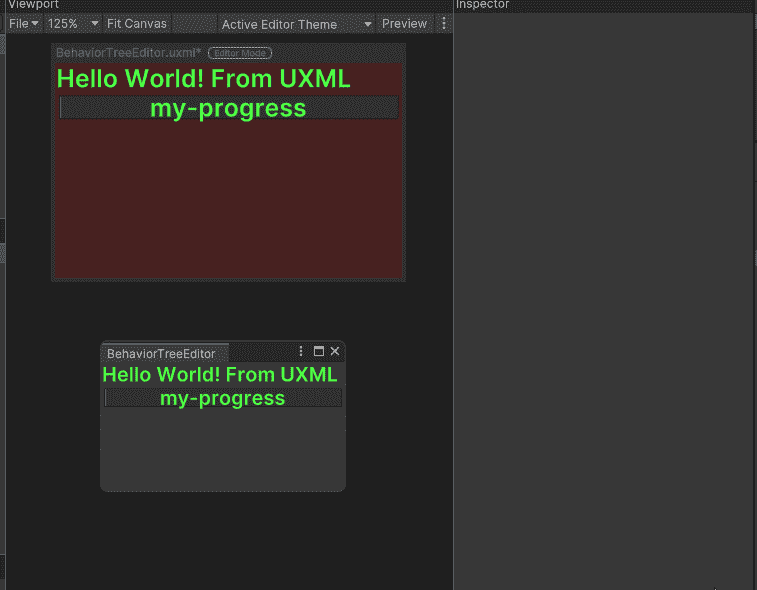 Viewport
Inspector
File 125% Fit Canvas Active Editor Theme Preview
BehaviorTreeEditor.uxml* Editor Mode
Hello World! From UXML
my-progress
BehaviorTreeEditor
Hello World! From UXML
my-progress